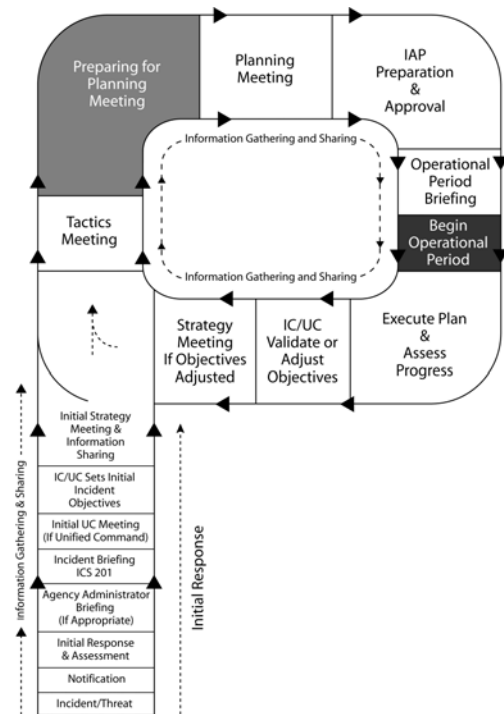 Preparing for
Planning
Meeting
Planning
Meeting
IAP
Preparation
&
Approval
Information Gathering and Sharing
Operational
Period
Briefing
Begin
Operational
Period
Tactics
Meeting
Information Gathering and Sharing
Strategy
Meeting
If Objectives
Adjusted
IC/UC
Validate or
Adjust
Objectives
Execute Plan
&
Assess
Progress
Initial Strategy
Meeting &
Information
Sharing
IC/UC Sets Initial
Incident
Objectives
Initial UC Meeting
(If Unified Command)
Incident Briefing
ICS 201
Agency Administrator
Briefing
(If Appropriate)
Initial Response
& Assessment
Notification
Incident/Threat
Information Gathering & Sharing
Initial Response